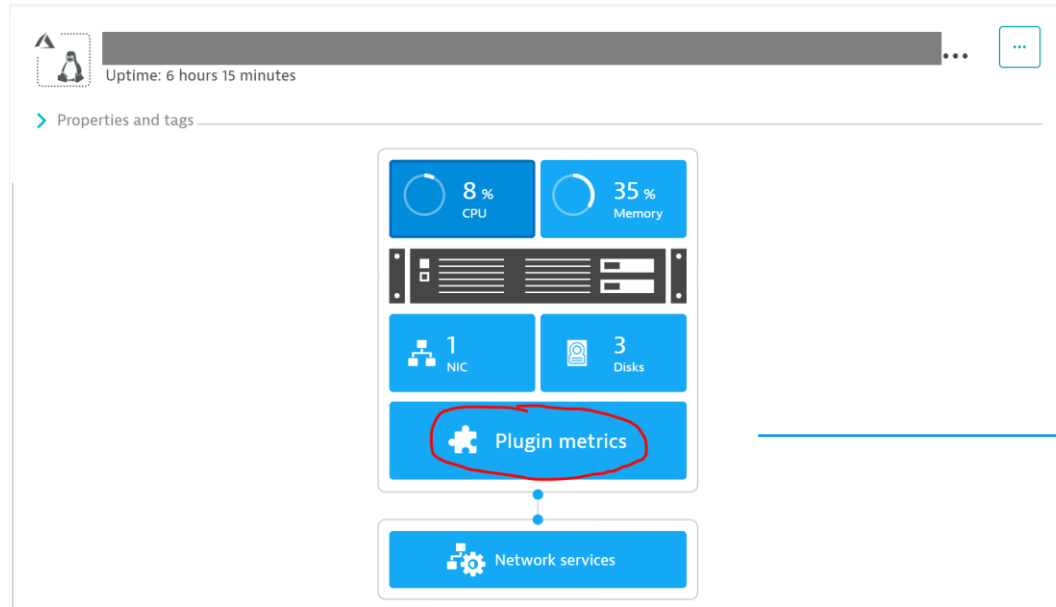 ...
...
Uptime: 6 hours 15 minutes
Properties and tags
8 %
CPU
35 %
Memory
1
NIC
3
Disks
Plugin metrics
Network services